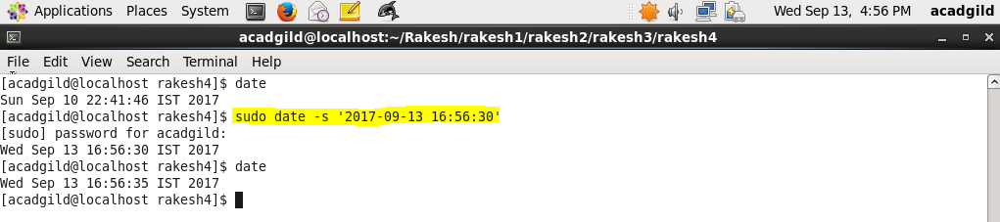 Applications Places System Wed Sep 13, 4:56 PM acadgild
acadgild@localhost:~/Rakesh/rakesh1/rakesh2/rakesh3/rakesh4
File Edit View Search Terminal Help
[acadgild@localhost rakesh4]$ date
Sun Sep 10 22:41:46 IST 2017
[acadgild@localhost rakesh4]$ sudo date -s '2017-09-13 16:56:30'
[sudo] password for acadgild:
Wed Sep 13 16:56:30 IST 2017
[acadgild@localhost rakesh4]$ date
Wed Sep 13 16:56:35 IST 2017
[acadgild@localhost rakesh4]$